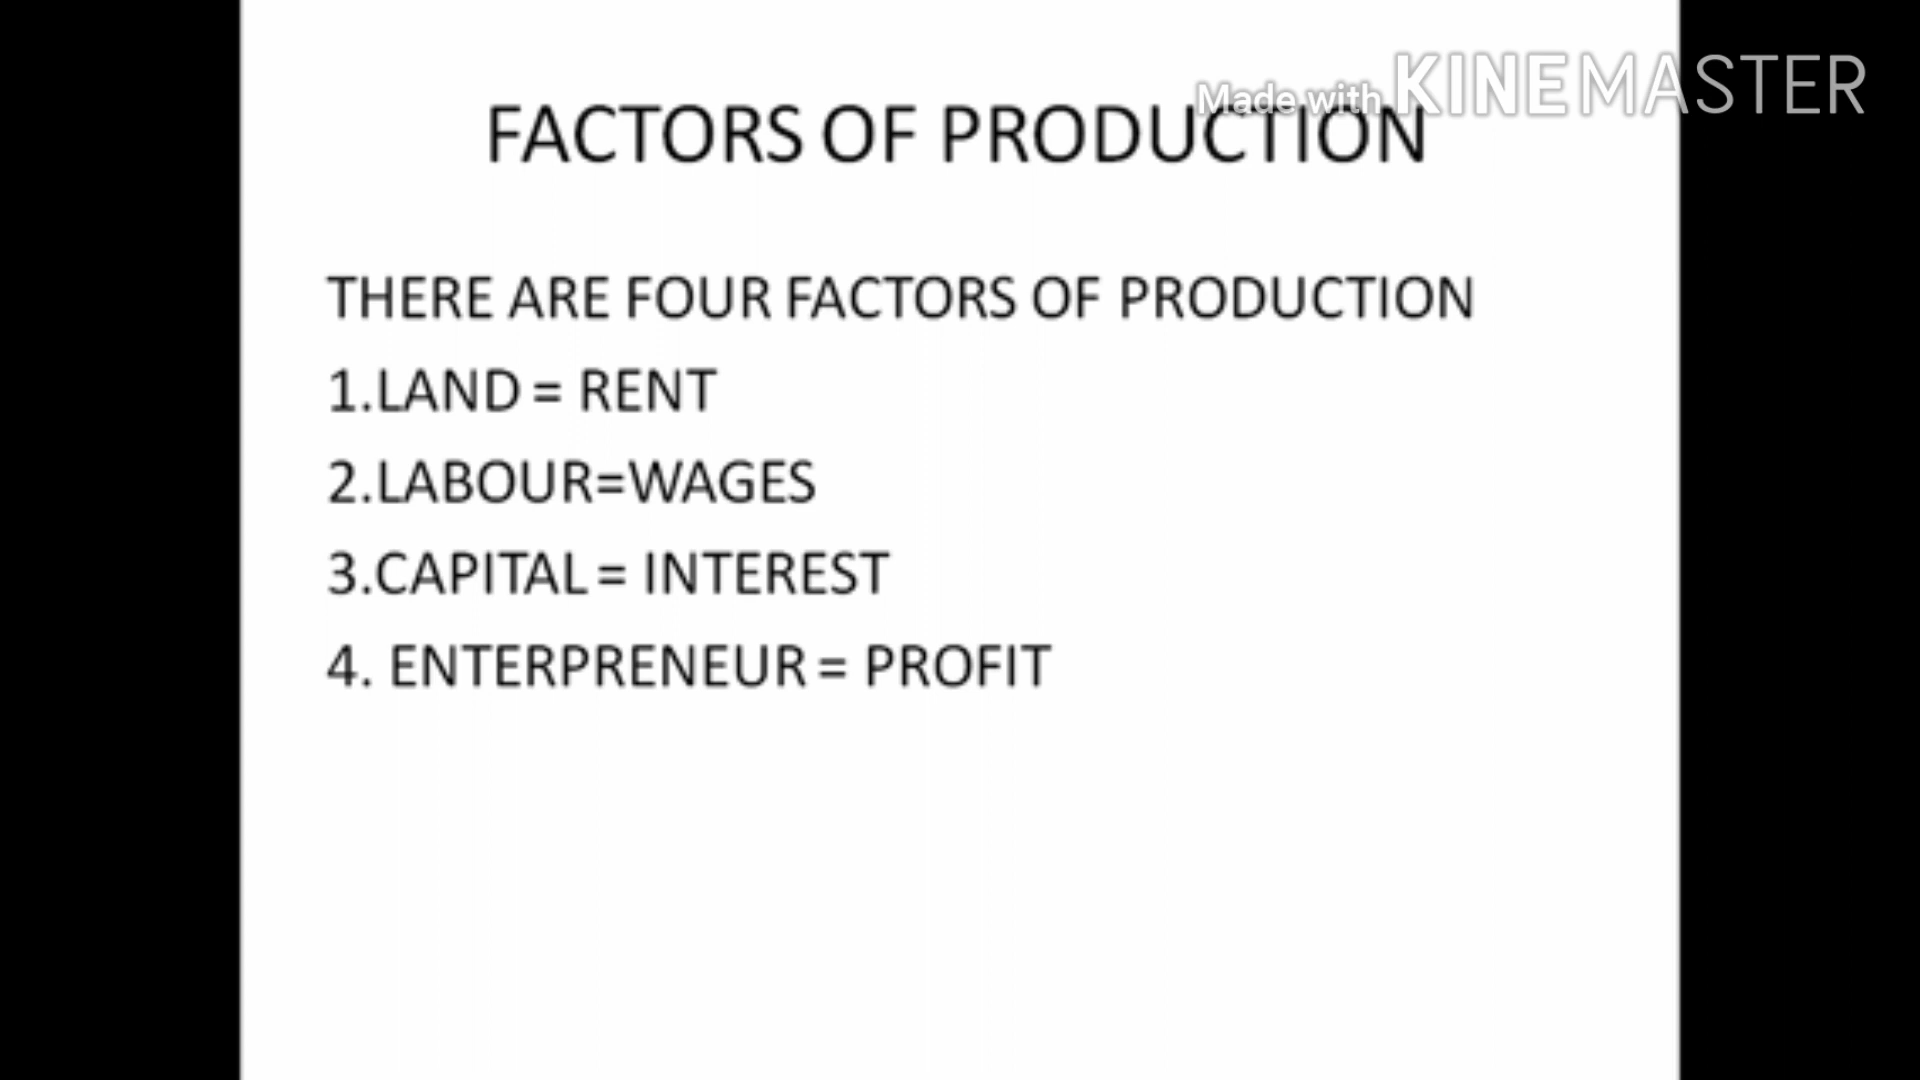 Made with KINEMASTER
FACTORS OF PRODUCTION
THERE ARE FOUR FACTORS OF PRODUCTION
1.LAND = RENT
2.LABOUR=WAGES
3.CAPITAL = INTEREST
4. ENTERPRENEUR = PROFIT